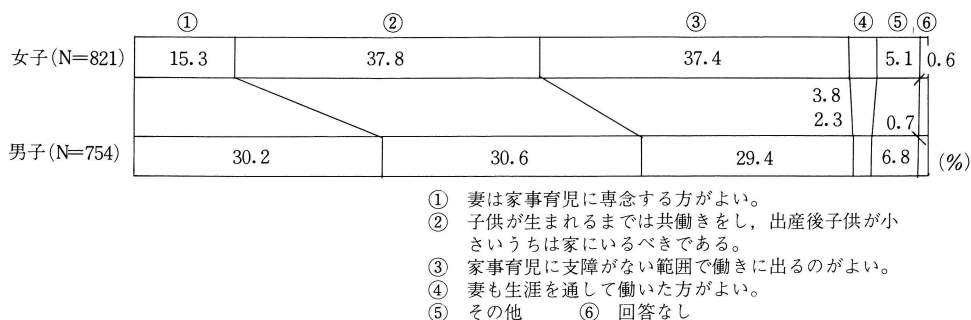 ① ② ③ ④ ⑤ ⑥
女子(N=821) 15.3 37.8 37.4 5.1 0.6
3.8
2.3 0.7
男子(N=754) 30.2 30.6 29.4 6.8 (%)
① 妻は家事育児に専念する方がよい。
② 子供が生まれるまでは共働きをし，出産後子供が小
さいうちは家にいるべきである。
③ 家事育児に支障がない範囲で働きに出るのがよい。
④ 妻も生涯を通して働いた方がよい。
⑤ その他 ⑥ 回答なし